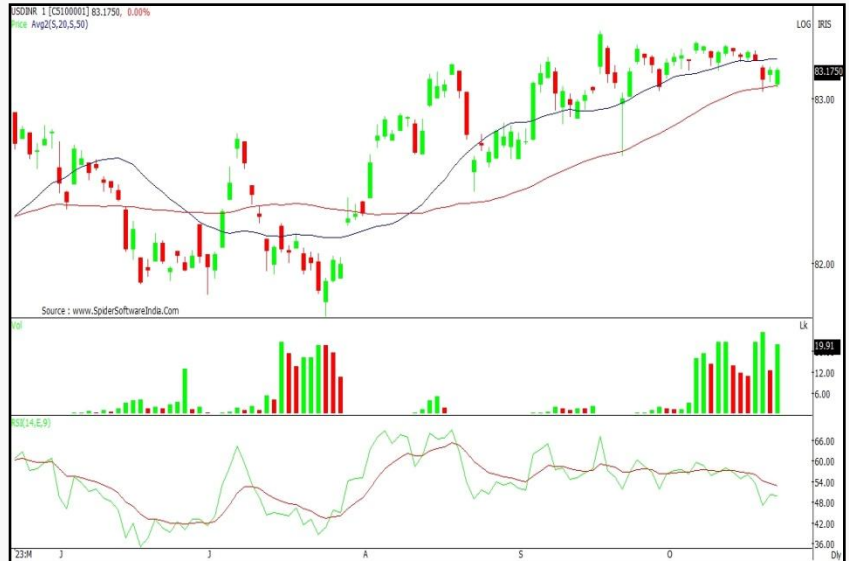 USDINR 1 [C5100001] 83.1750, 0.00%
Price Avg2(S,20,S,50)
LOG IRIS
83.1750
83.00
82.00
Source : www.SpiderSoftwareIndia.Com
Vol
Lk
19.91
12.00
6.00
RSI(14,E,9)
66.00
60.00
54.00
48.00
42.00
36.00
'23:M J J A S O Dly